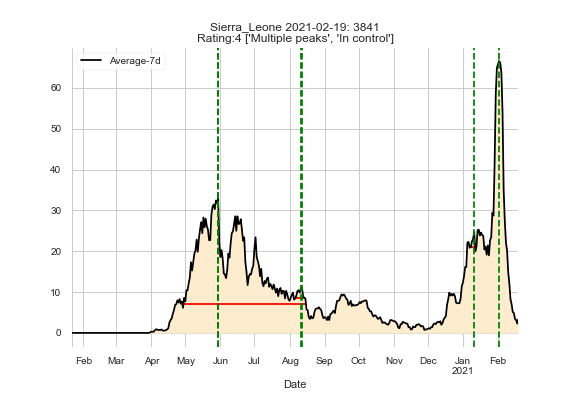 Sierra_Leone 2021-02-19: 3841
Rating:4 ['Multiple peaks', 'In control']
Average-7d
60
50
40
30
20
10
0
Feb Mar Apr May Jun Jul Aug Sep Oct Nov Dec Jan Feb
2021
Date